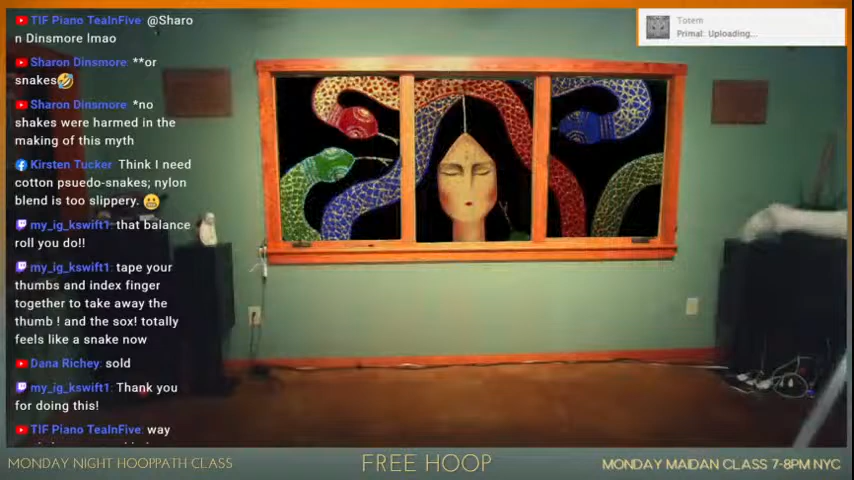 TIF Piano TeaInFive: @Sharo
n Dinsmore lmao
Sharon Dinsmore: **or
snakes🤣
Sharon Dinsmore: *no
shakes were harmed in the
making of this myth
Kirsten Tucker: Think I need
cotton psuedo-snakes; nylon
blend is too slippery. 😬
my_ig_kswift1: that balance
roll you do!!
my_ig_kswift1: tape your
thumbs and index finger
together to take away the
thumb ! and the sox! totally
feels like a snake now
Dana Richey: sold
my_ig_kswift1: Thank you
for doing this!
TIF Piano TeaInFive: way
Totem
Primal: Uploading...
MONDAY NIGHT HOOPPATH CLASS
FREE HOOP
MONDAY MAIDAN CLASS 7-8PM NYC